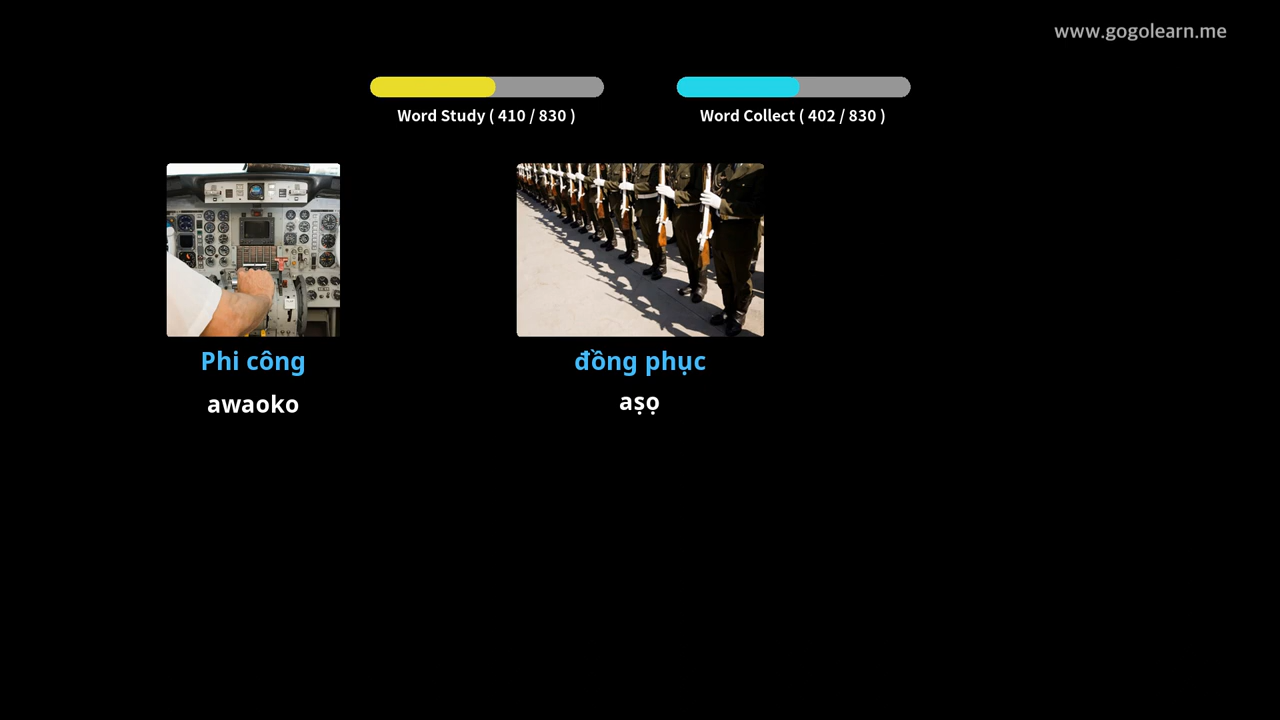 www.gogolearn.me
Word Study ( 410 / 830 )
Word Collect ( 402 / 830 )
Phi công
awaoko
đồng phục
aṣọ